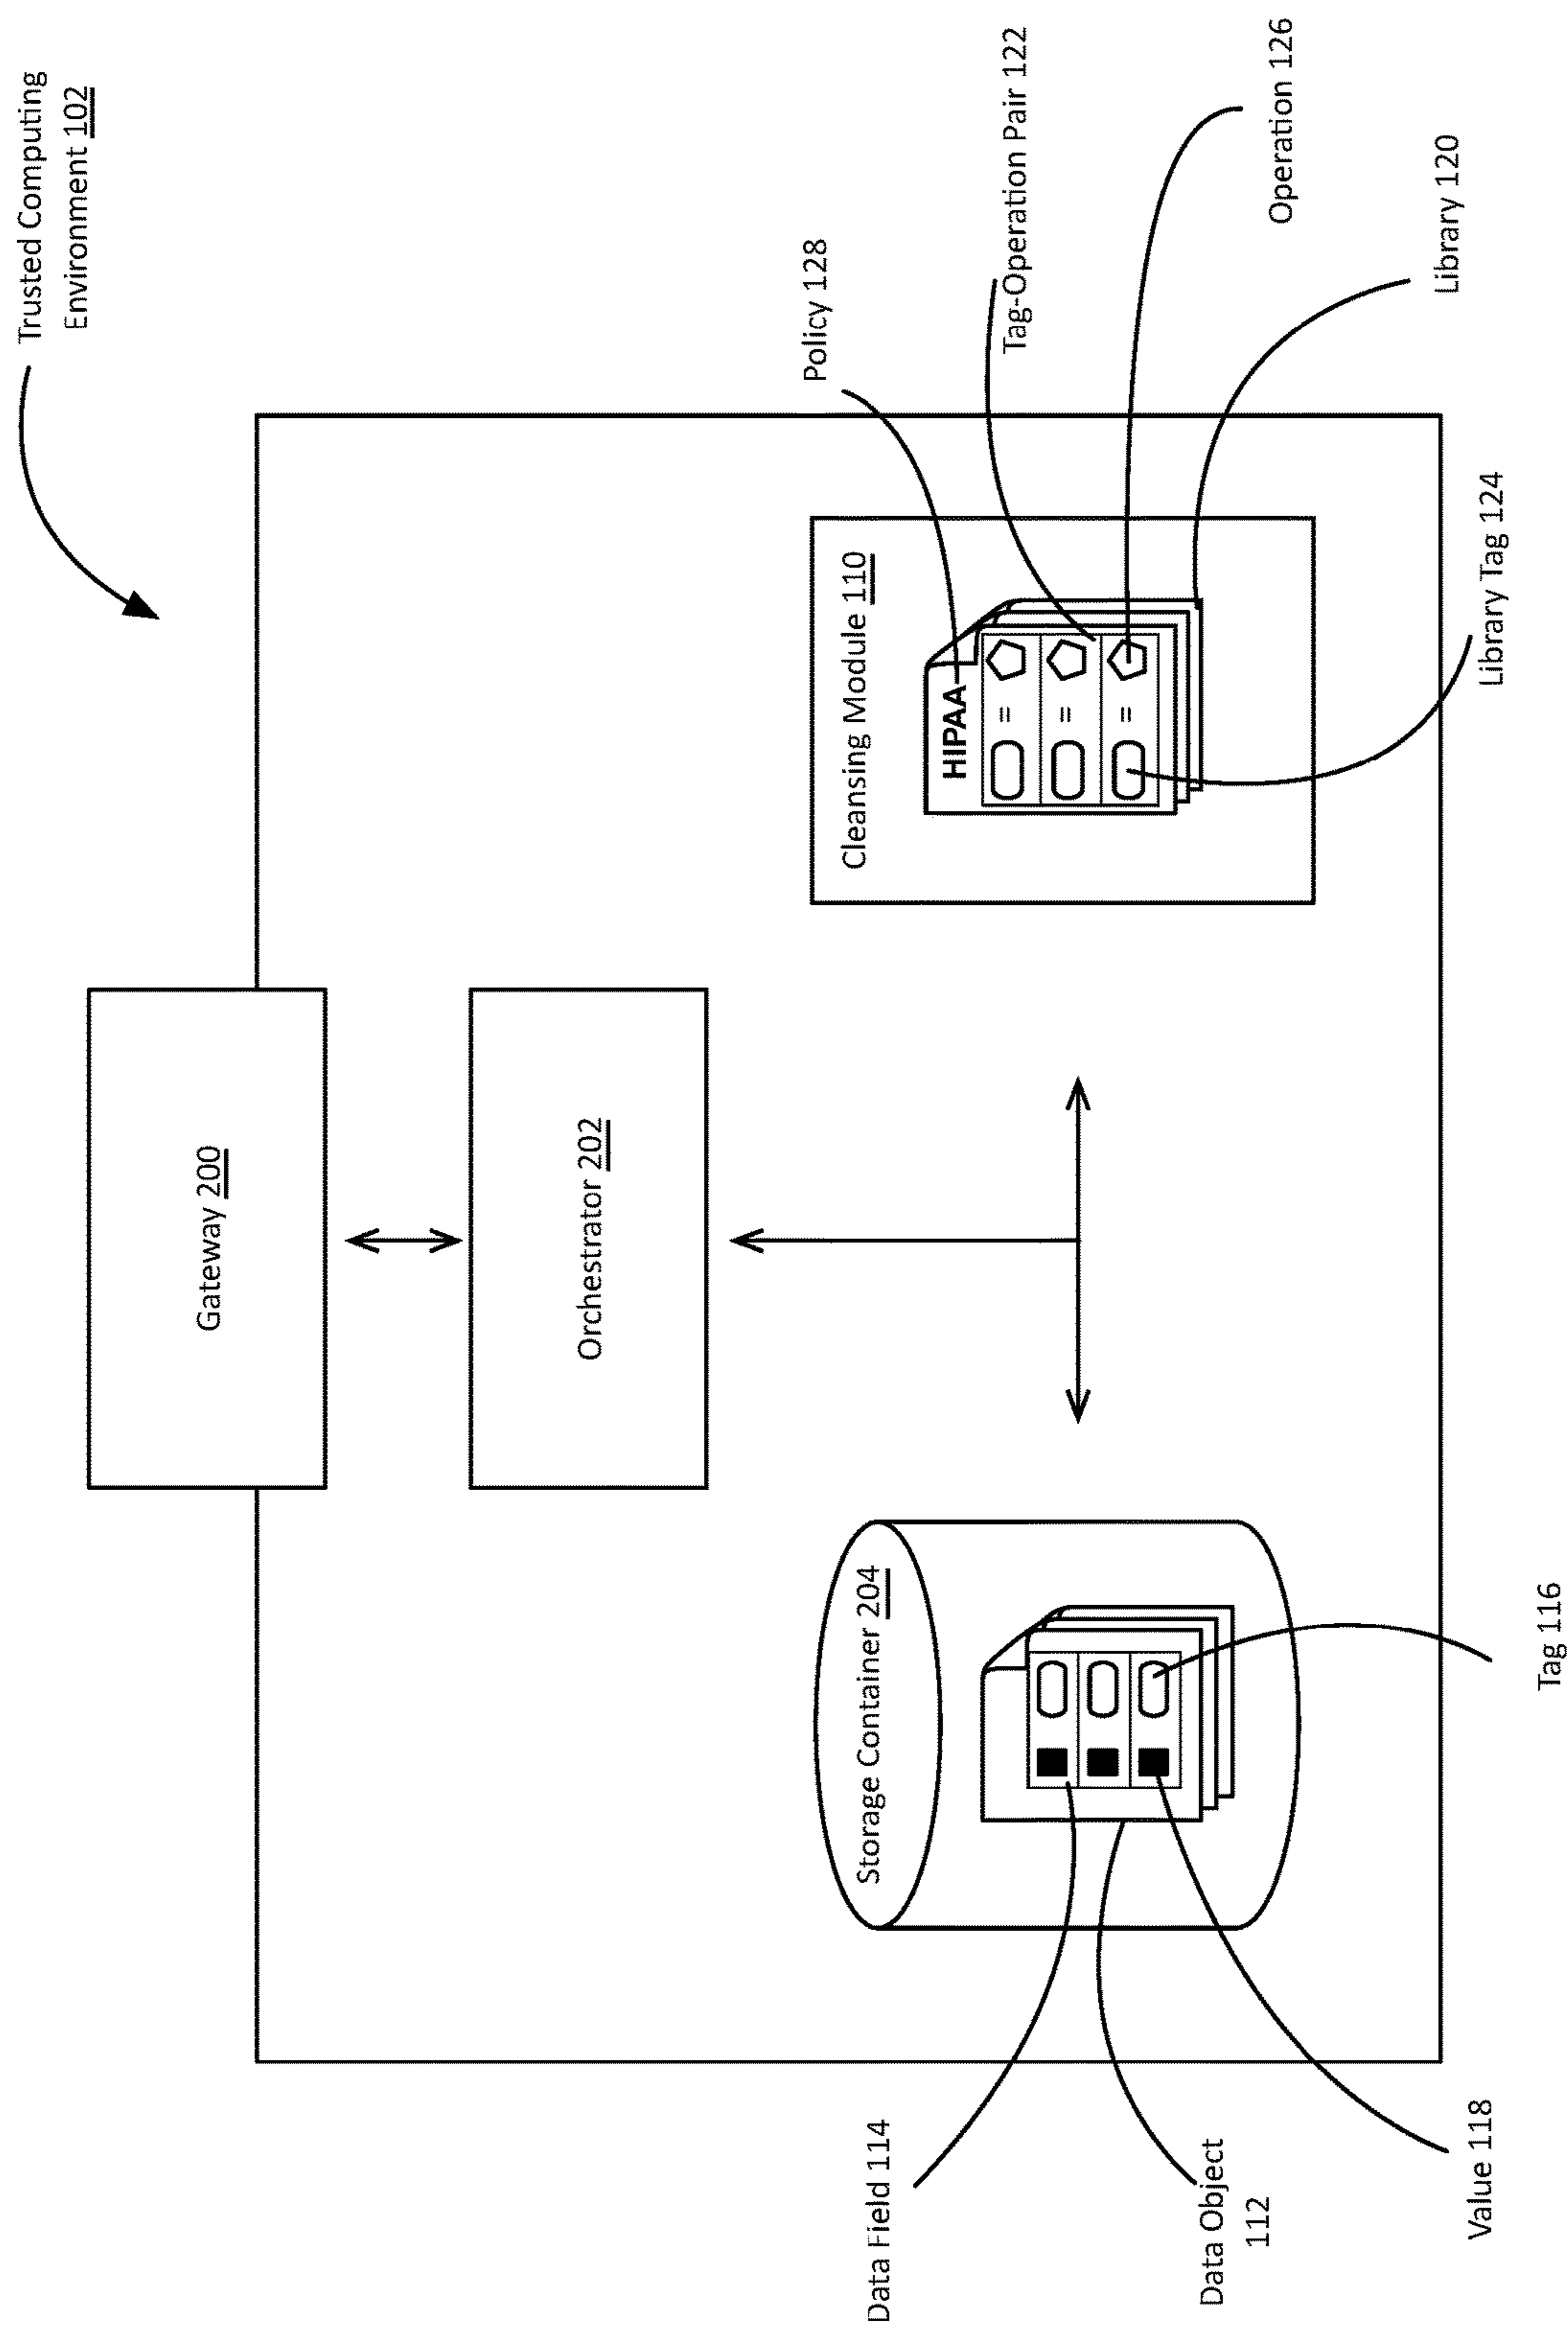 Trusted Computing
Environment 102
Gateway 200
Orchestrator 202
Policy 128
Storage Container 204
Cleansing Module 110
HIPAA
=
=
=
Tag-Operation Pair 122
Operation 126
Library 120
Library Tag 124
Data Field 114
Data Object
112
Value 118
Tag 116